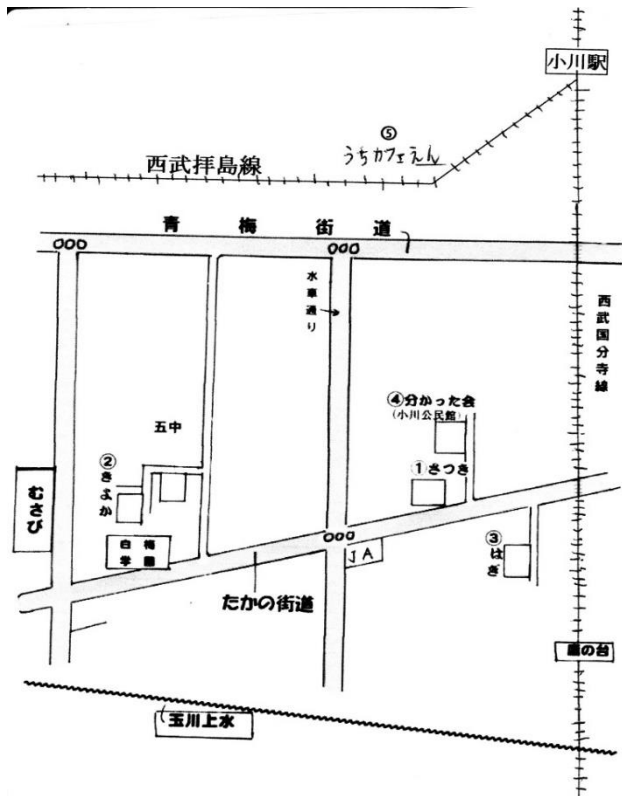 小川駅
⑤
うちカフェえん
西武拝島線
青梅街道
水車通り
西武国分寺線
④分かった会
(小川公民館)
五中
①さつき
②きよか
むさび
③はぎ
白梅
学園
JA
たかの街道
鷹の台
玉川上水